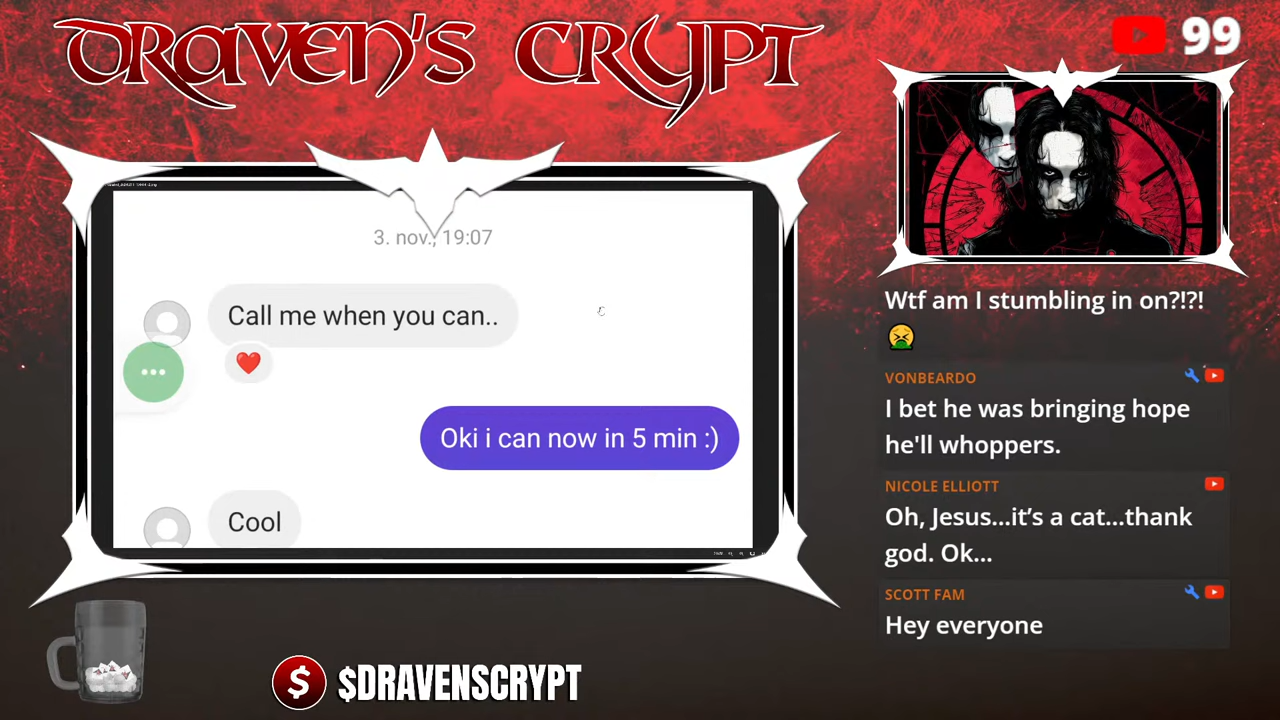 DRAVEN'S CRYPT
99
3. nov., 19:07
Call me when you can..
Oki i can now in 5 min :)
Cool
Wtf am I stumbling in on?!?!
🤮
VONBEARDO
I bet he was bringing hope
he'll whoppers.
NICOLE ELLIOTT
Oh, Jesus...it's a cat...thank
god. Ok...
SCOTT FAM
Hey everyone
$
$DRAVENSCRYPT